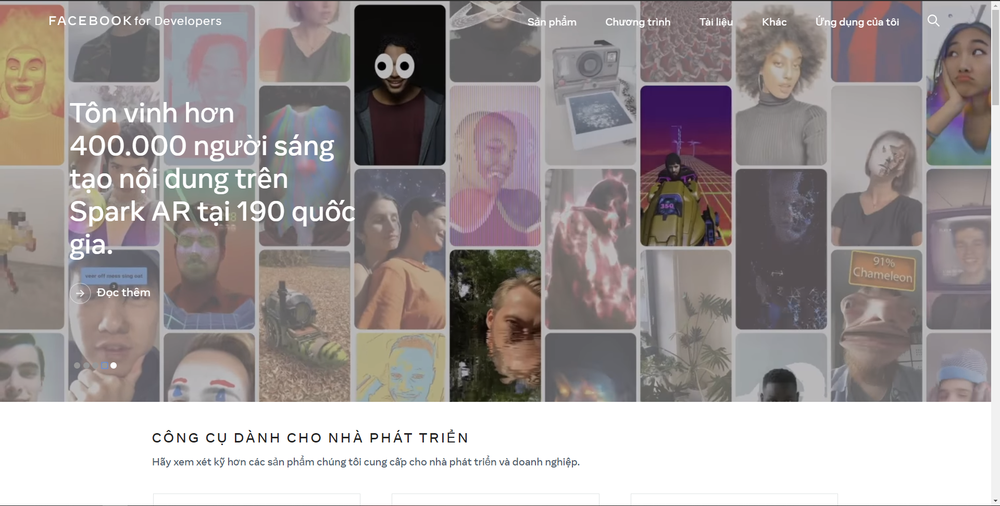 FACEBOOK for Developers
Sản phẩm Chương trình Tài liệu Khác Ứng dụng của tôi
Tôn vinh hơn
400.000 người sáng
tạo nội dung trên
Spark AR tại 190 quốc
gia.
veer off mess sing oat
3
Đọc thêm
350
91%
Chameleon
CÔNG CỤ DÀNH CHO NHÀ PHÁT TRIỂN
Hãy xem xét kỹ hơn các sản phẩm chúng tôi cung cấp cho nhà phát triển và doanh nghiệp.